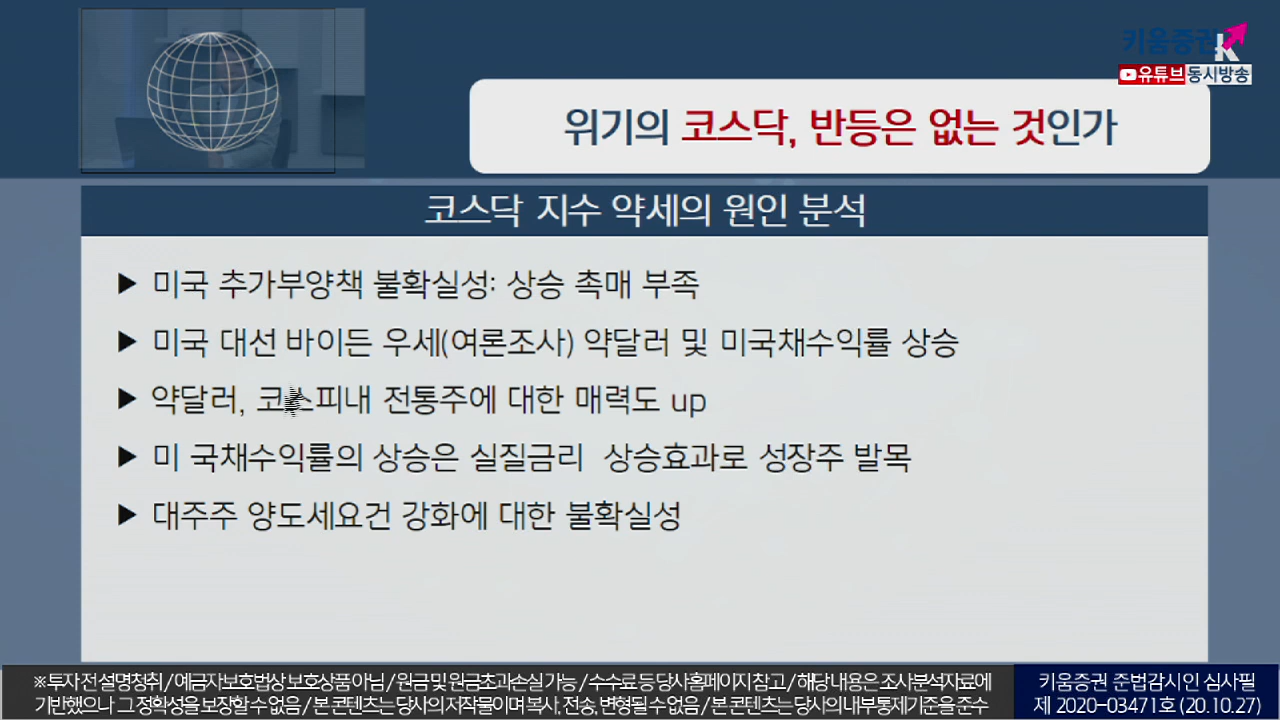 키움증권
유튜브동시방송
위기의 코스닥, 반등은 없는 것인가
코스닥 지수 약세의 원인 분석
▶ 미국 추가부양책 불확실성: 상승 촉매 부족
▶ 미국 대선 바이든 우세(여론조사) 약달러 및 미국채수익률 상승
▶ 약달러, 코스피내 전통주에 대한 매력도 up
▶ 미 국채수익률의 상승은 실질금리 상승효과로 성장주 발목
▶ 대주주 양도세요건 강화에 대한 불확실성
※ 투자 전 설명청취 / 예금자보호법상 보호상품 아님 / 원금 및 원금초과손실 가능 / 수수료 등 당사홈페이지 참고 / 해당 내용은 조사분석자료에
기반했으나 그 정확성을 보장할 수 없음 / 본 콘텐츠는 당사의 저작물이며 복사, 전송, 변형될 수 없음 / 본 콘텐츠는 당사의 내부통제기준을 준수
키움증권 준법감시인 심사필
제 2020-03471호 (20.10.27)